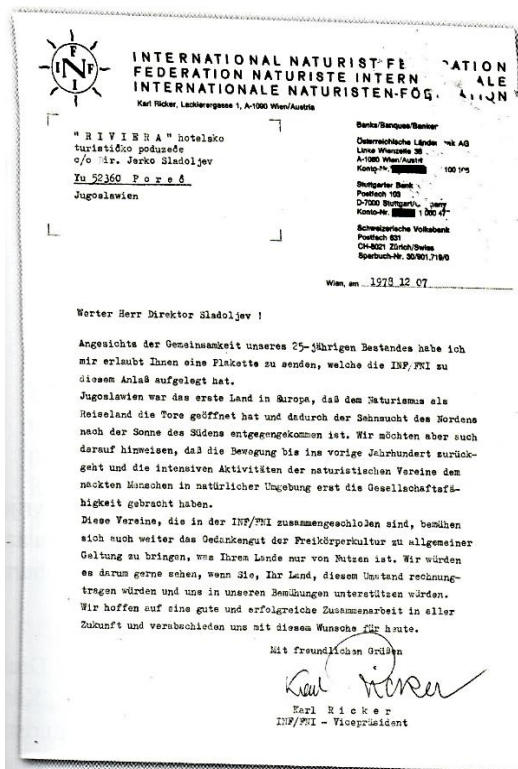 F
I N I
F
INTERNATIONAL NATURIST FE ATION
FEDERATION NATURISTE INTERN ALE
INTERNATIONALE NATURISTEN-FÖD ATION
Karl Ricker, Lackierergasse 1, A-1090 Wien/Austria
"RIVIERA" hotelsko
turističko poduzeće
c/o Dir. Jerko Sladoljev
Yu 52360 Poreč
Jugoslawien
Banks/Banques/Banken
Österreichische Länder AG
Linke Wienzeile
A-1060 Wien/Austri
Konto-Nr. 100
Stuttgarter Bank
Postfach 103
D-7000 Stuttgart
Konto-Nr. 1 000 47
Schweizerische Volksbank
Postfach 631
CH-8021 Zürich/Swiss
Sparbuch-Nr. 30/901.719/0
Wien, am 1978 12 07
Werter Herr Direktor Sladoljev !
Angesichts der Gemeinsamkeit unseres 25-jährigen Bestandes habe ich
mir erlaubt Ihnen eine Plakette zu senden, welche die INF/FNI zu
diesem Anlaß aufgelegt hat.
Jugoslawien war das erste Land in Europa, daß dem Naturismus als
Reiseland die Tore geöffnet hat und dadurch der Sehnsucht des Nordens
nach der Sonne des Südens entgegengekommen ist. Wir möchten aber auch
darauf hinweisen, daß die Bewegung bis ins vorige Jahrhundert zurück-
geht und die intensiven Aktivitäten der naturistischen Vereine dem
nackten Menschen in natürlicher Umgebung erst die Gesellschaftsfä-
higkeit gebracht haben.
Diese Vereine, die in der INF/FNI zusammengeschloßen sind, bemühen
sich auch weiter das Gedankengut der Freikörperkultur zu allgemeiner
Geltung zu bringen, was Ihrem Lande nur von Nutzen ist. Wir würden
es darum gerne sehen, wenn Sie, Ihr Land, diesem Umstand rechnung-
tragen würden und uns in unseren Bemühungen unterstützen würden.
Wir hoffen auf eine gute und erfolgreiche Zusammenarbeit in aller
Zukunft und verabschieden uns mit diesem Wunsche für heute.
Mit freundlichen Grüßen
Karl Ricker
Karl Ricker
INF/FNI - Vicepräsident